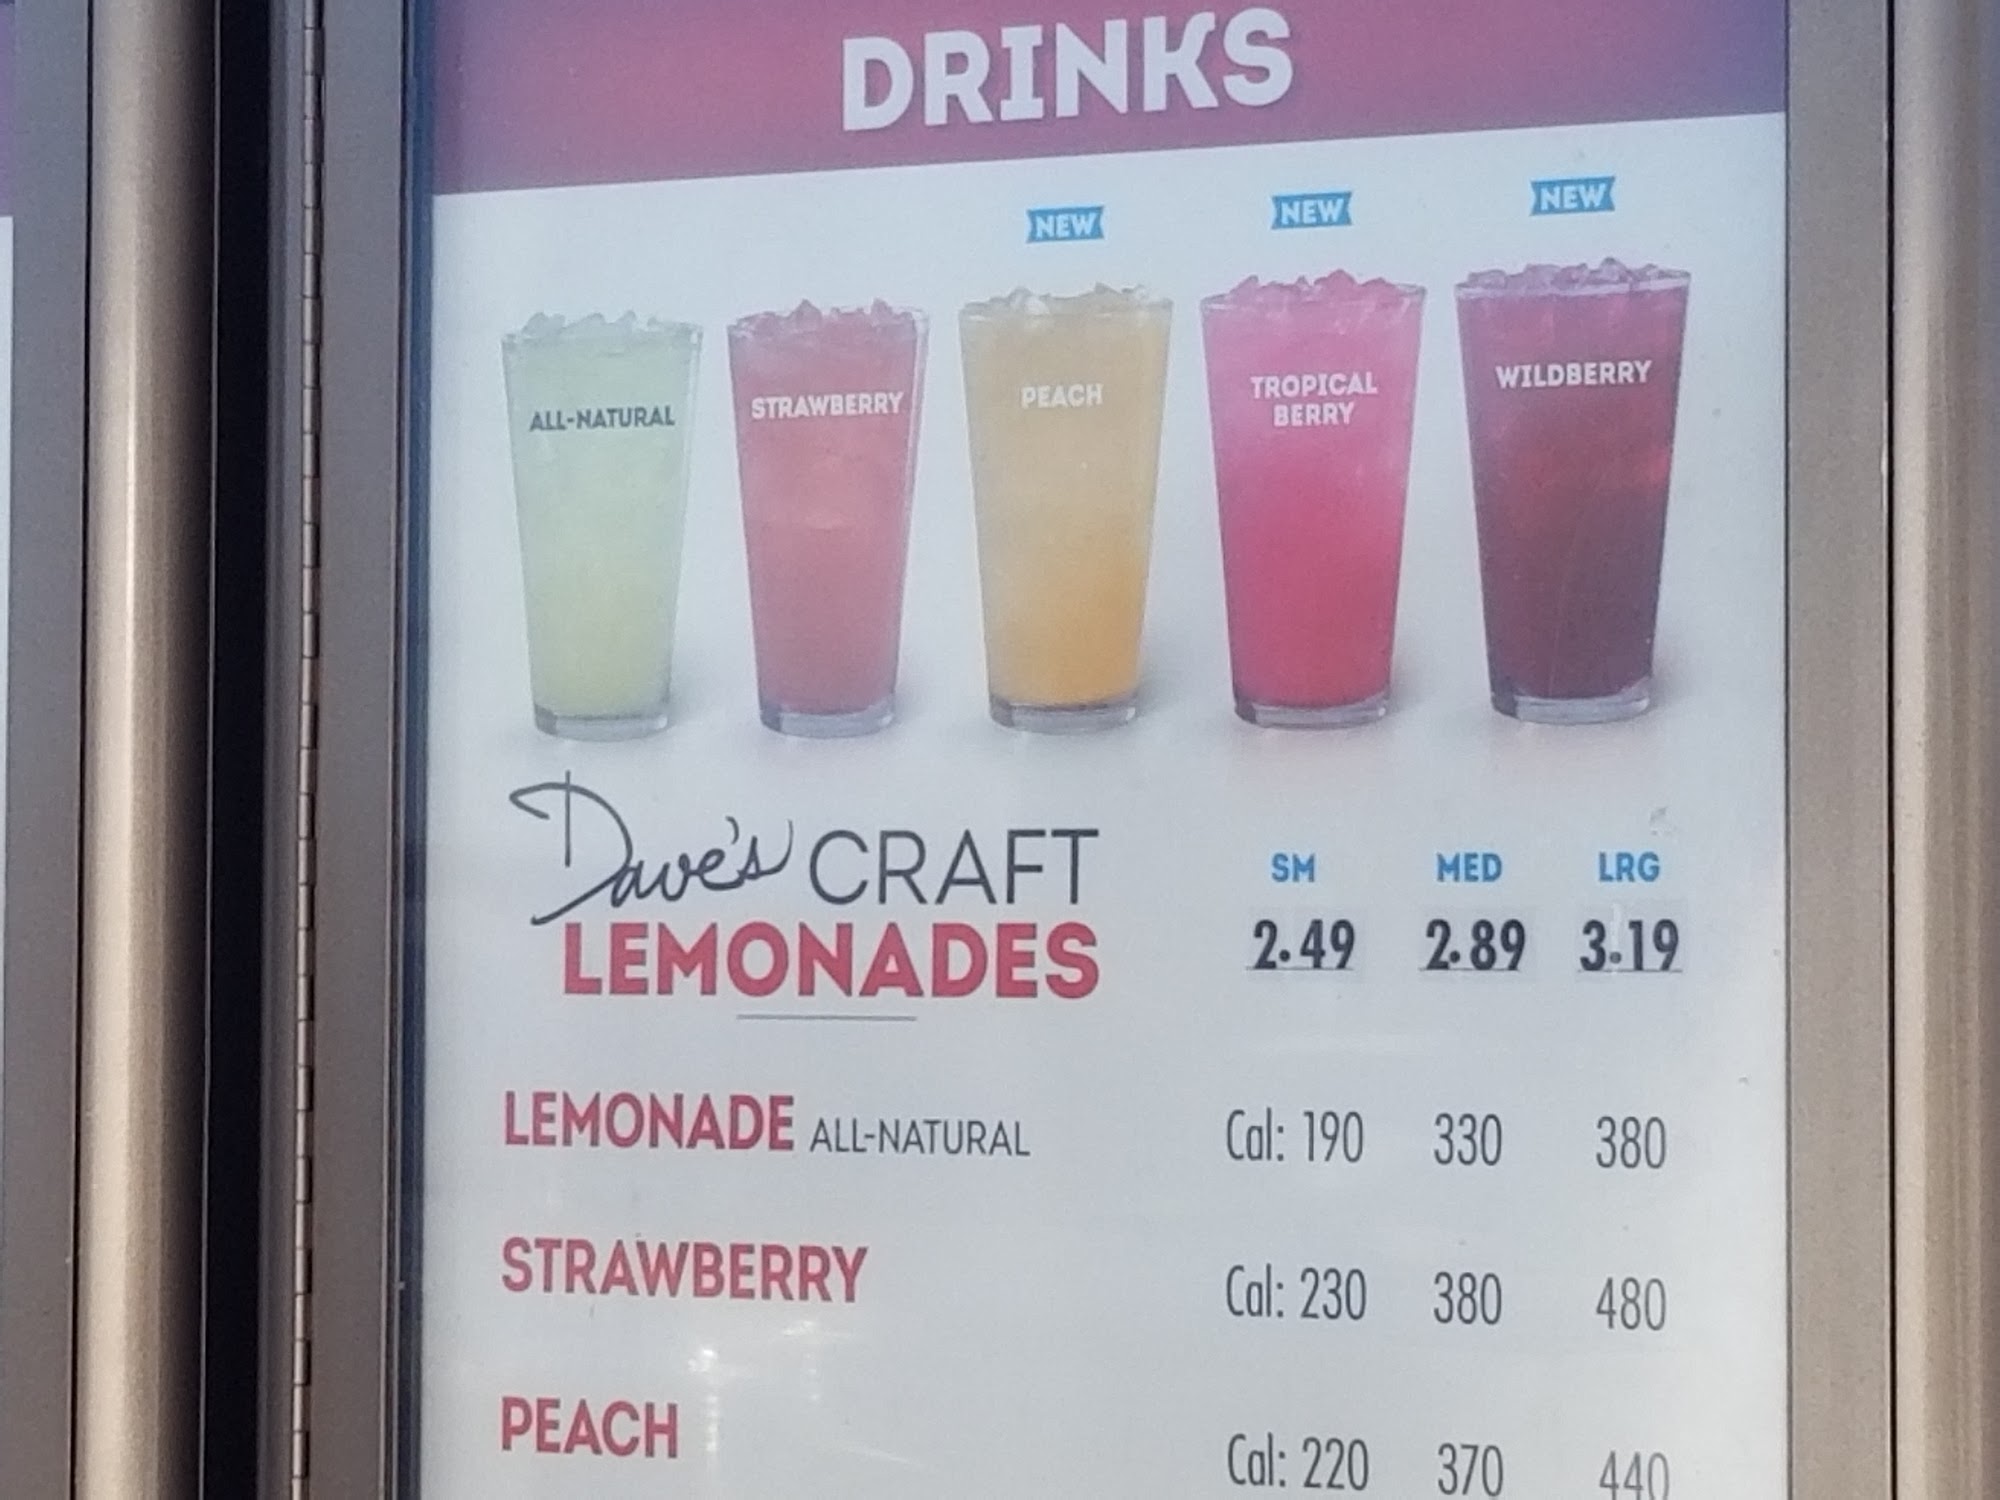 DRINKS
NEW
NEW
NEW
ALL-NATURAL
STRAWBERRY
PEACH
TROPICAL
BERRY
WILDBERRY
Dave's CRAFT
LEMONADES
SM MED LRG
2.49 2.89 3.19
LEMONADE ALL-NATURAL Cal: 190 330 380
STRAWBERRY Cal: 230 380 480
PEACH Cal: 220 370 440